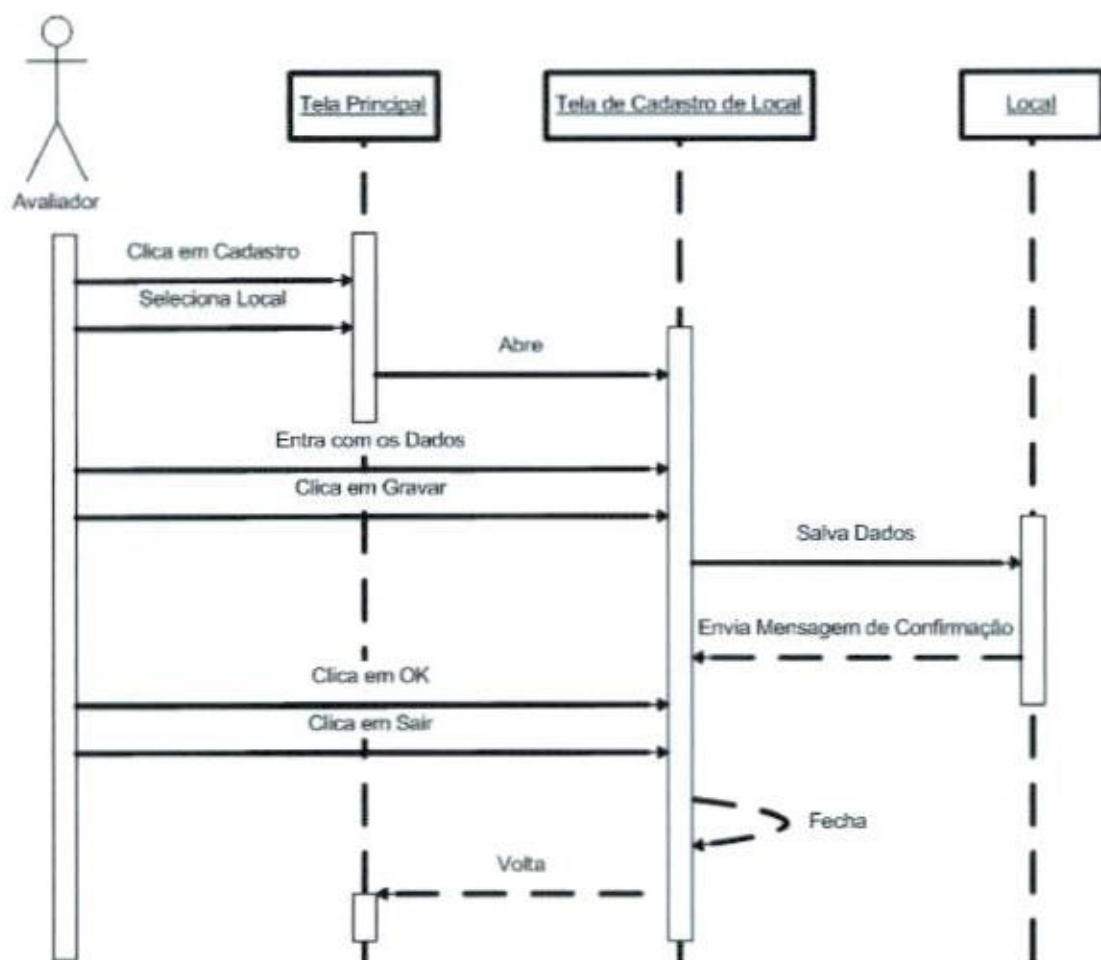 Avaliador
Tela Principal
Tela de Cadastro de Local
Local
Clica em Cadastro
Seleciona Local
Abre
Entra com os Dados
Clica em Gravar
Salva Dados
Envia Mensagem de Confirmação
Clica em OK
Clica em Sair
Fecha
Volta